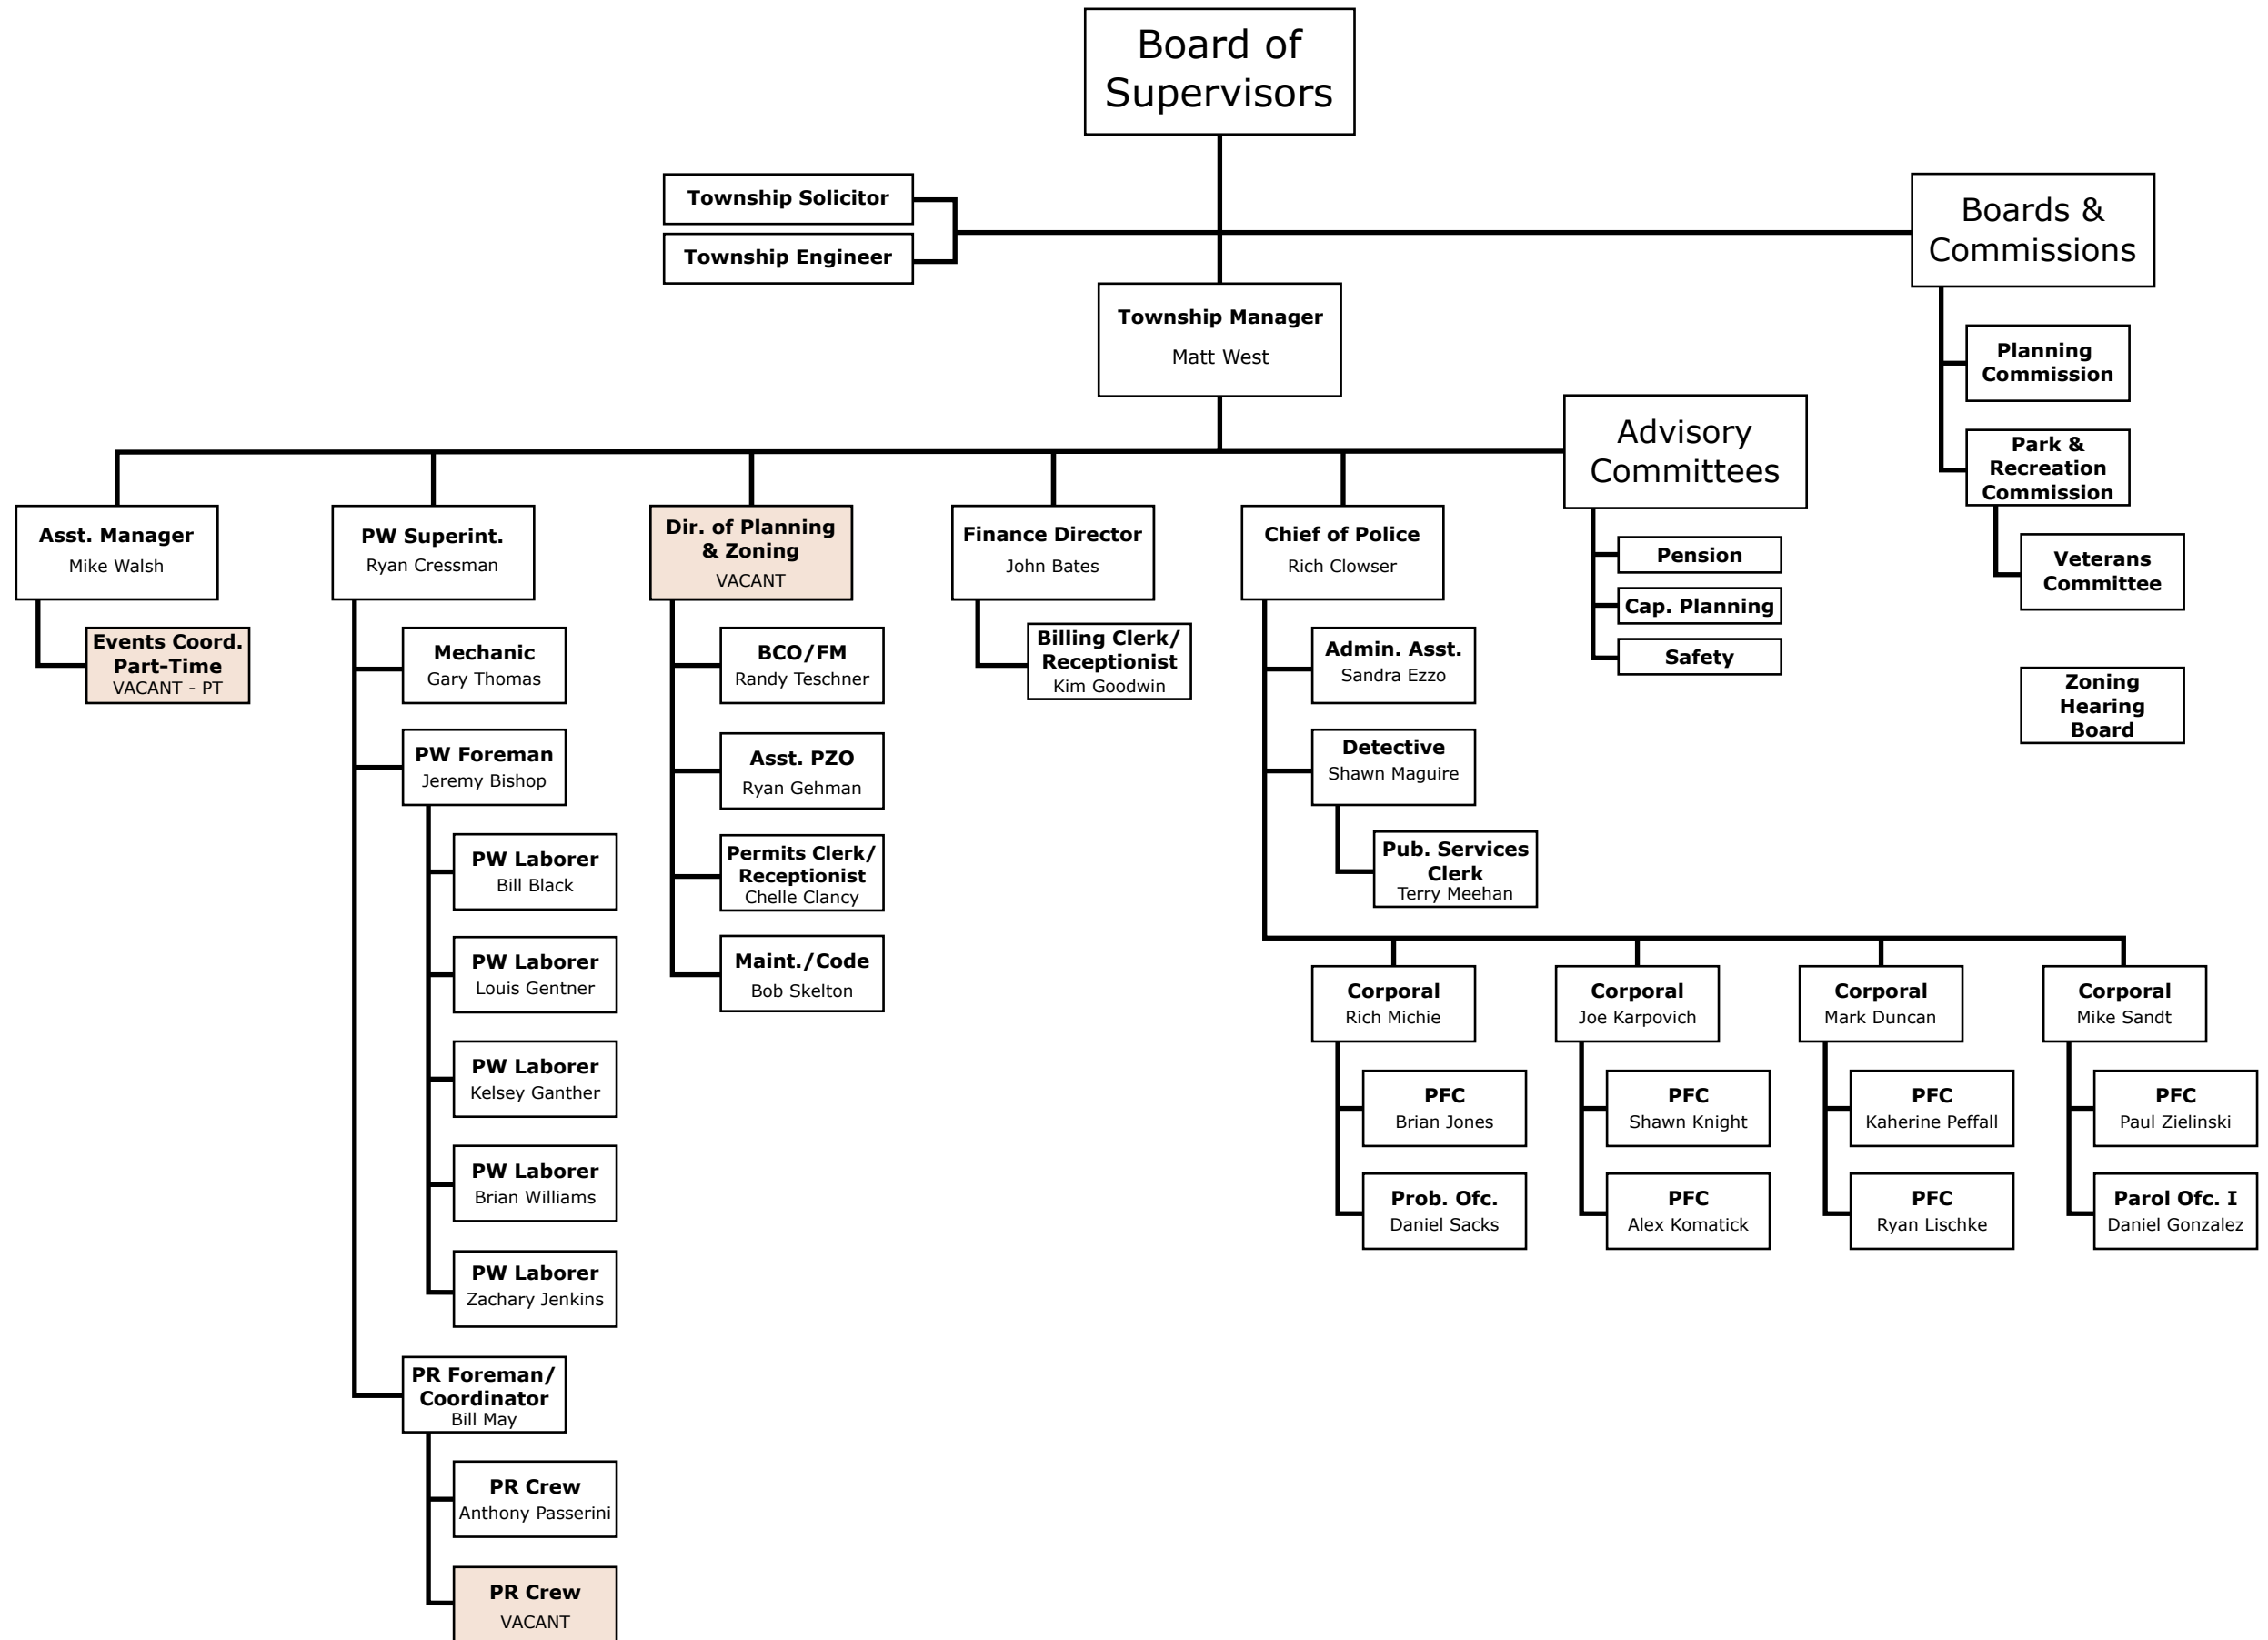 Board of
Supervisors
Township Solicitor
Township Engineer
Boards &
Commissions
Township Manager
Matt West
Planning
Commission
Park &
Recreation
Commission
Veterans
Committee
Zoning
Hearing
Board
Advisory
Committees
Pension
Cap. Planning
Safety
Asst. Manager
Mike Walsh
Events Coord.
Part-Time
VACANT - PT
PW Superint.
Ryan Cressman
Mechanic
Gary Thomas
PW Foreman
Jeremy Bishop
PW Laborer
Bill Black
PW Laborer
Louis Gentner
PW Laborer
Kelsey Ganther
PW Laborer
Brian Williams
PW Laborer
Zachary Jenkins
PR Foreman/
Coordinator
Bill May
PR Crew
Anthony Passerini
PR Crew
VACANT
Dir. of Planning
& Zoning
VACANT
BCO/FM
Randy Teschner
Asst. PZO
Ryan Gehman
Permits Clerk/
Receptionist
Chelle Clancy
Maint./Code
Bob Skelton
Finance Director
John Bates
Billing Clerk/
Receptionist
Kim Goodwin
Chief of Police
Rich Clowser
Admin. Asst.
Sandra Ezzo
Detective
Shawn Maguire
Pub. Services
Clerk
Terry Meehan
Corporal
Rich Michie
PFC
Brian Jones
Prob. Ofc.
Daniel Sacks
Corporal
Joe Karpovich
PFC
Shawn Knight
PFC
Alex Komatick
Corporal
Mark Duncan
PFC
Kaherine Peffall
PFC
Ryan Lischke
Corporal
Mike Sandt
PFC
Paul Zielinski
Parol Ofc. I
Daniel Gonzalez